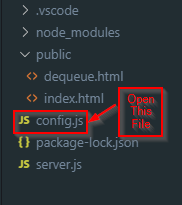 .vscode
node_modules
public
<> dequeue.html
<> index.html
JS config.js
Open
This
File
{} package-lock.json
JS server.js